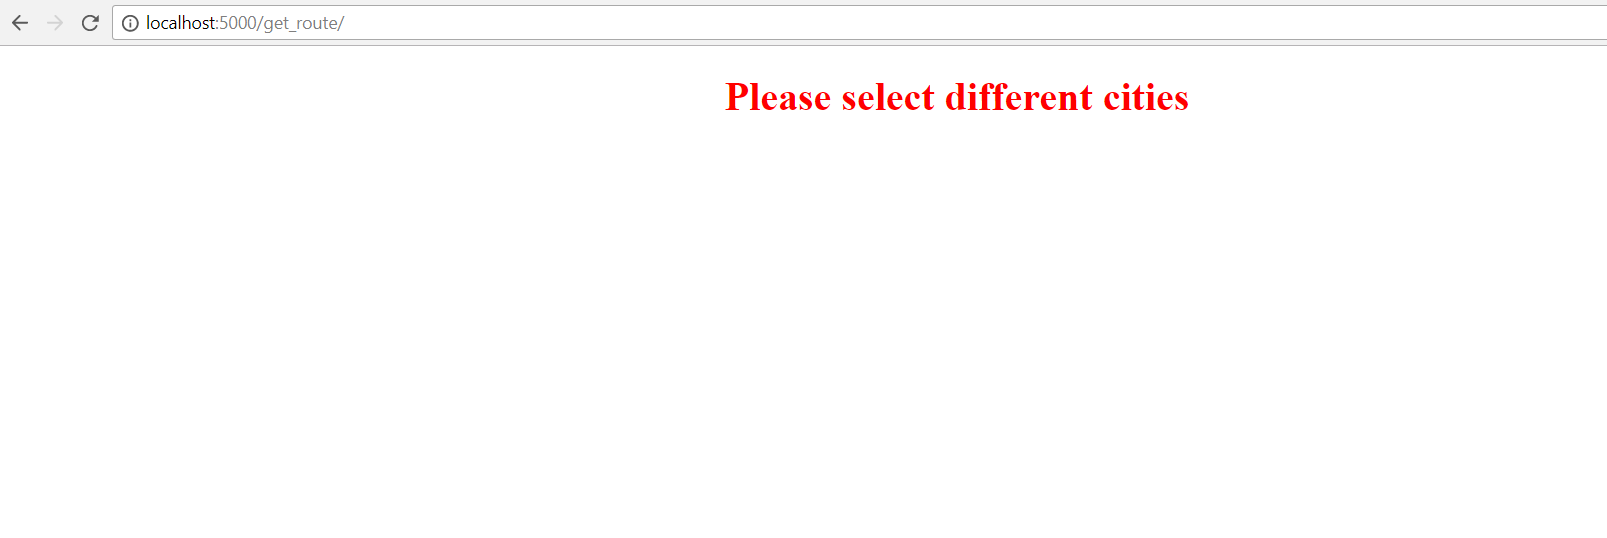 localhost:5000/get_route/
Please select different cities